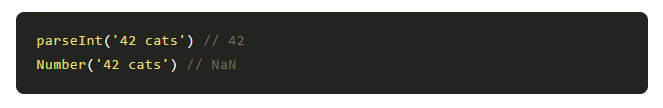 parseInt('42 cats') // 42
Number('42 cats') // NaN